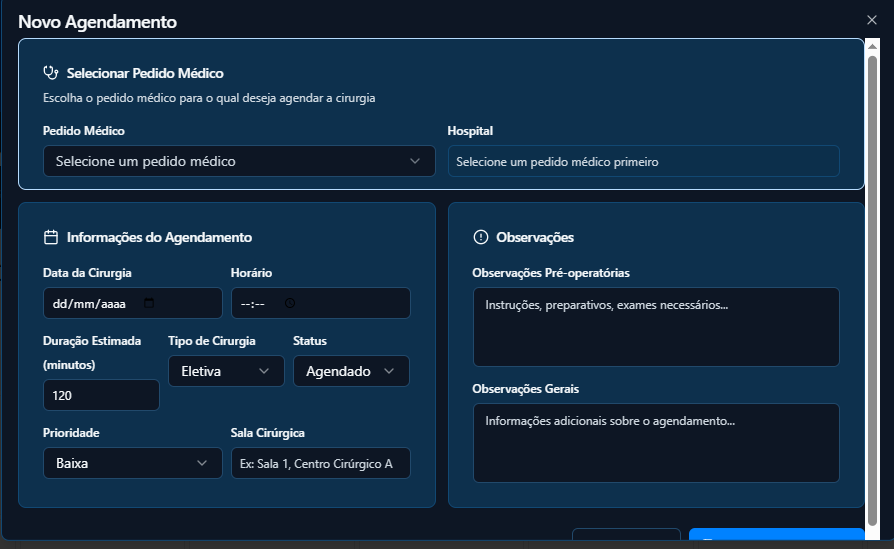 Novo Agendamento
Selecionar Pedido Médico
Escolha o pedido médico para o qual deseja agendar a cirurgia
Pedido Médico
Hospital
Selecione um pedido médico
Selecione um pedido médico primeiro
Informações do Agendamento
Data da Cirurgia
Horário
dd/mm/aaaa
--:--
Duração Estimada
(minutos)
Tipo de Cirurgia
Status
120
Eletiva
Agendado
Prioridade
Sala Cirúrgica
Baixa
Ex: Sala 1, Centro Cirúrgico A
Observações
Observações Pré-operatórias
Instruções, preparativos, exames necessários...
Observações Gerais
Informações adicionais sobre o agendamento...